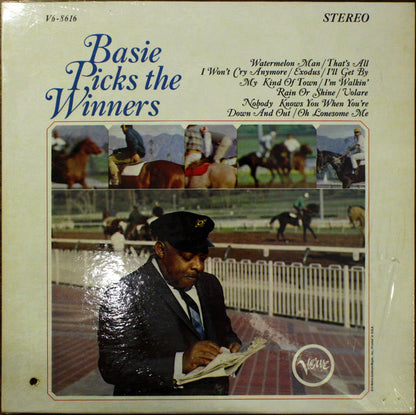 V6-8616
STEREO
Basie
Picks the
Winners
Watermelon Man/That's All
I Won't Cry Anymore/Exodus/I'll Get By
My Kind Of Town/I'm Walkin'
Rain Or Shine/Volare
Nobody Knows You When You're
Down And Out/Oh Lonesome Me
Verve